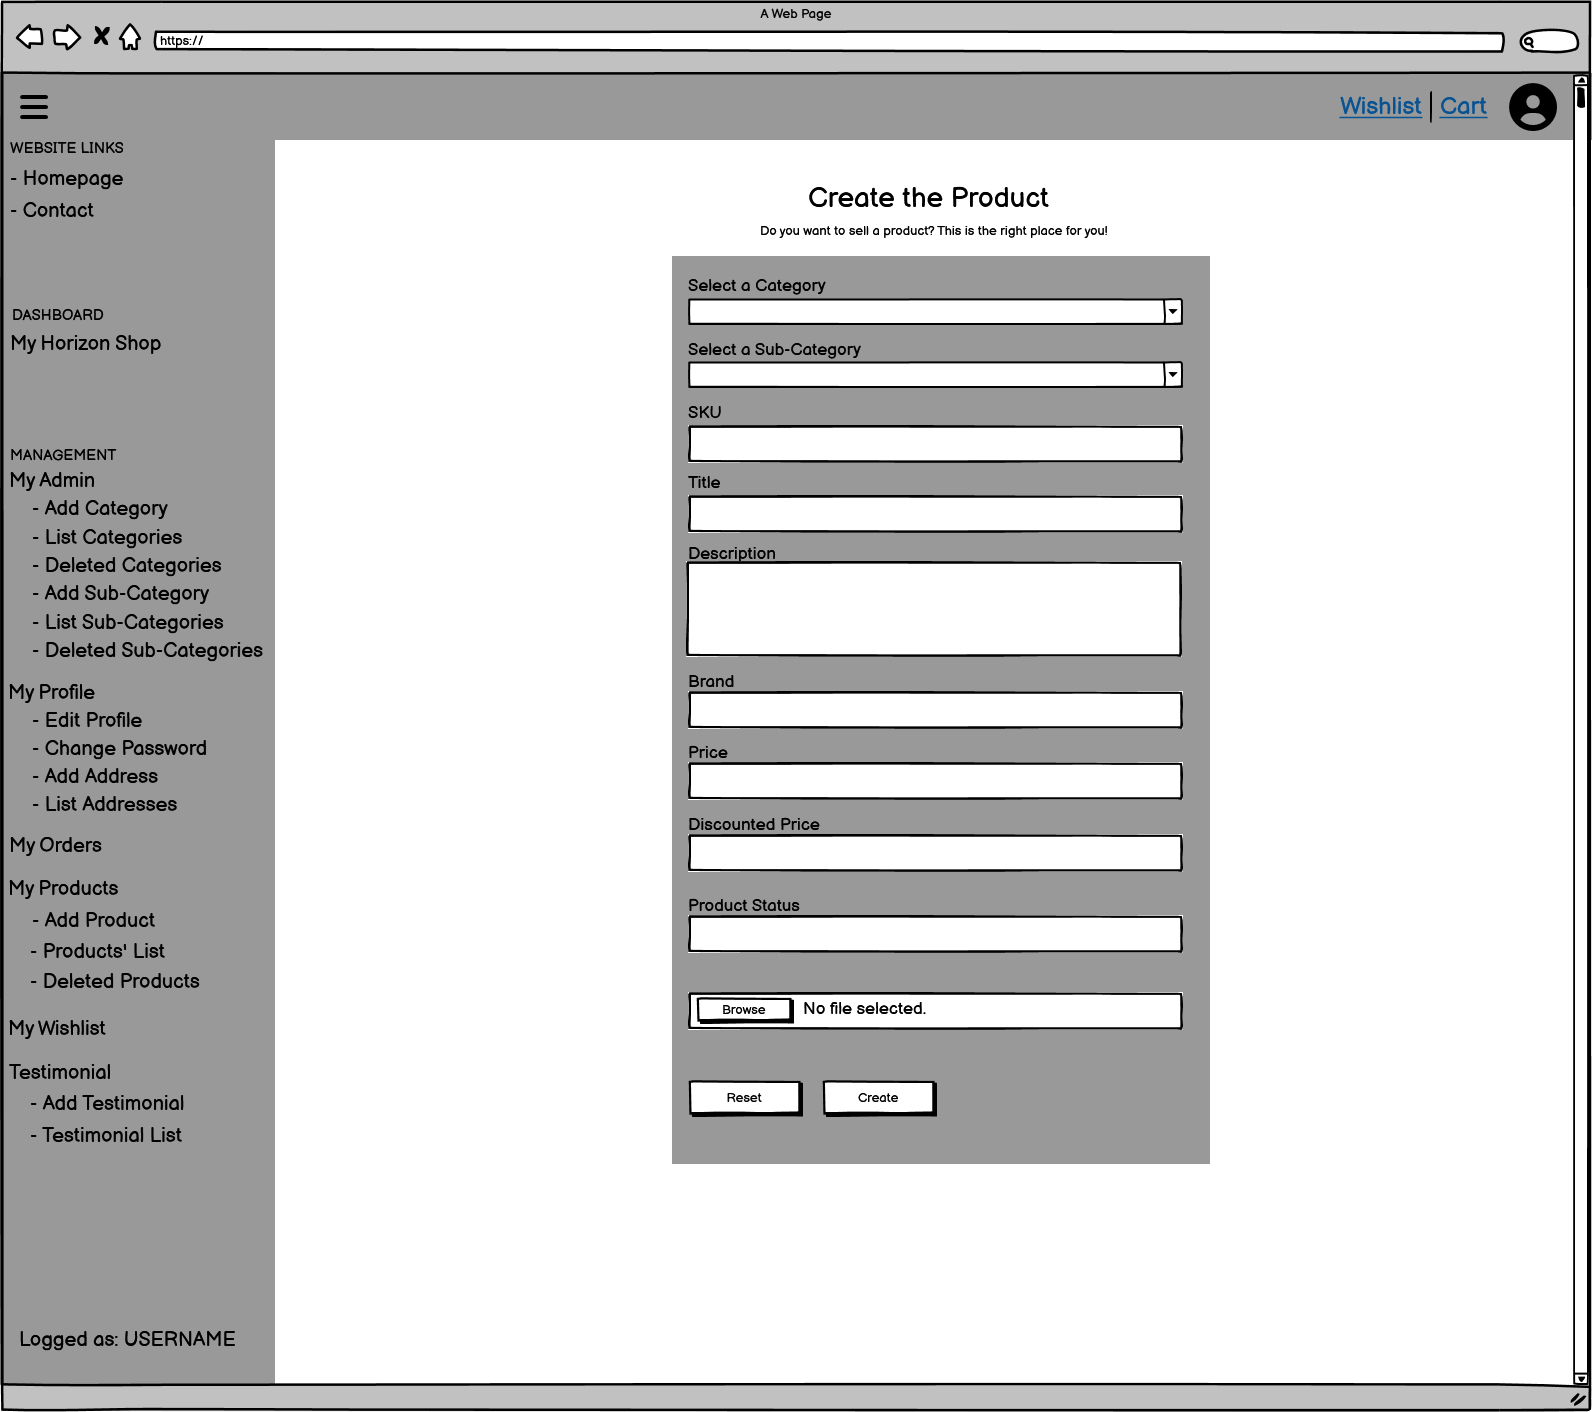 A Web Page
https://
Wishlist | Cart
WEBSITE LINKS
- Homepage
- Contact
DASHBOARD
My Horizon Shop
MANAGEMENT
My Admin
- Add Category
- List Categories
- Deleted Categories
- Add Sub-Category
- List Sub-Categories
- Deleted Sub-Categories
My Profile
- Edit Profile
- Change Password
- Add Address
- List Addresses
My Orders
My Products
- Add Product
- Products' List
- Deleted Products
My Wishlist
Testimonial
- Add Testimonial
- Testimonial List
Logged as: USERNAME
Create the Product
Do you want to sell a product? This is the right place for you!
Select a Category
Select a Sub-Category
SKU
Title
Description
Brand
Price
Discounted Price
Product Status
Browse No file selected.
Reset Create